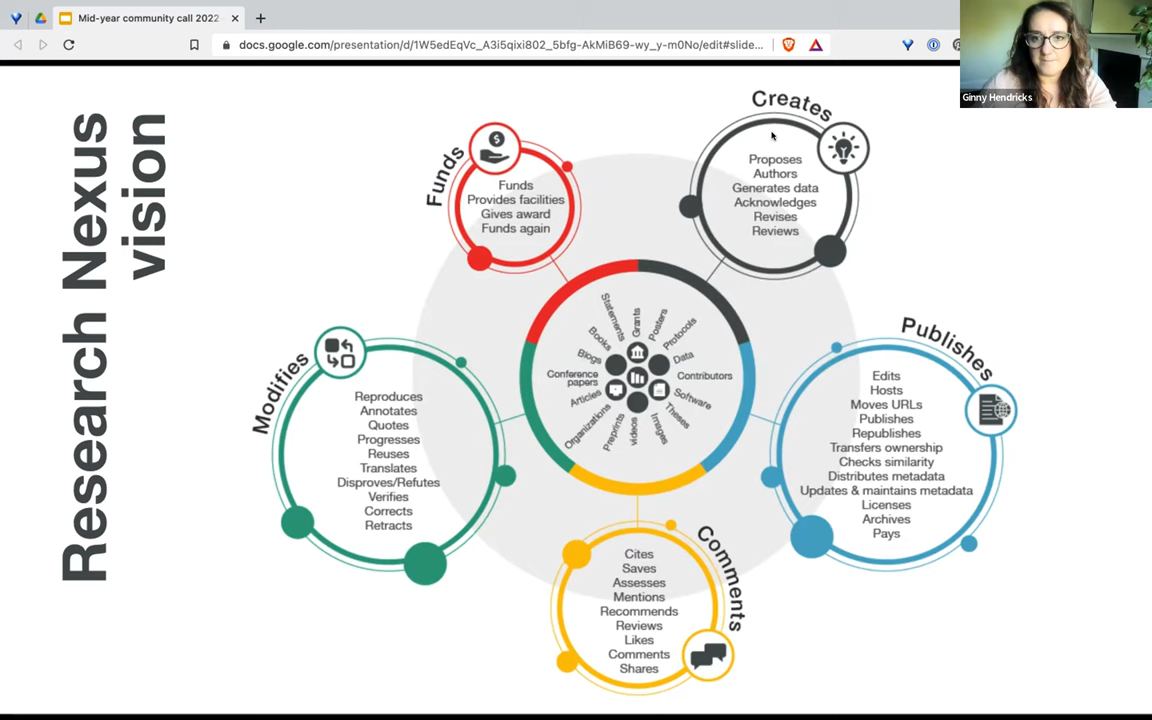 Mid-year community call 2022
docs.google.com/presentation/d/1W5edEqVc_A3i5qixi802_5bfg-AkMiB69-wy_y-m0No/edit#slide...
Ginny Hendricks
Research Nexus
vision
Funds
Funds
Provides facilities
Gives award
Funds again
Creates
Proposes
Authors
Generates data
Acknowledges
Revises
Reviews
Statements
Grants
Posters
Protocols
Data
Contributors
Software
Theses
Images
videos
Preprints
Organizations
Articles
Conference
papers
Blogs
Books
Modifies
Reproduces
Annotates
Quotes
Progresses
Reuses
Translates
Disproves/Refutes
Verifies
Corrects
Retracts
Publishes
Edits
Hosts
Moves URLs
Publishes
Republishes
Transfers ownership
Checks similarity
Distributes metadata
Updates & maintains metadata
Licenses
Archives
Pays
Comments
Cites
Saves
Assesses
Mentions
Recommends
Reviews
Likes
Comments
Shares